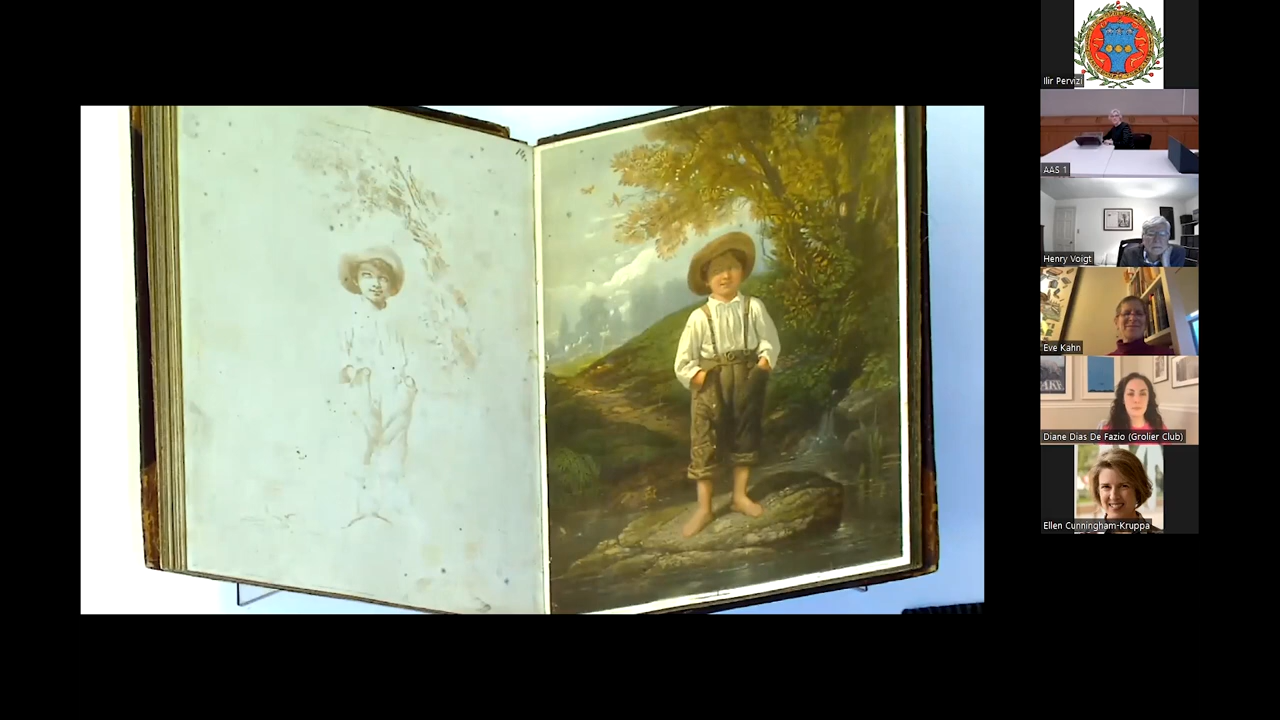 Ilir Pervizi
AAS 1
Henry Voigt
Eve Kahn
Diane Dias De Fazio (Grolier Club)
Ellen Cunningham-Kruppa